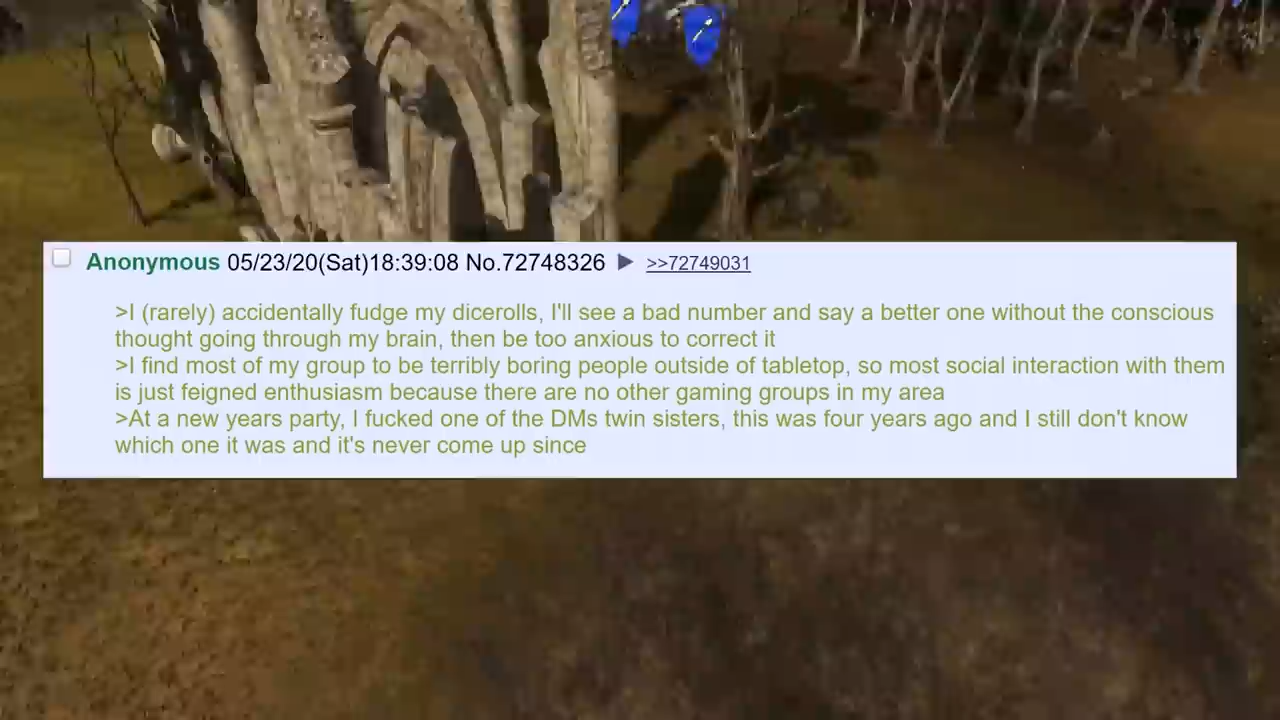 Anonymous 05/23/20(Sat)18:39:08 No.72748326 ▶ >>72749031
>I (rarely) accidentally fudge my dicerolls, I'll see a bad number and say a better one without the conscious
thought going through my brain, then be too anxious to correct it
>I find most of my group to be terribly boring people outside of tabletop, so most social interaction with them
is just feigned enthusiasm because there are no other gaming groups in my area
>At a new years party, I fucked one of the DMs twin sisters, this was four years ago and I still don't know
which one it was and it's never come up since